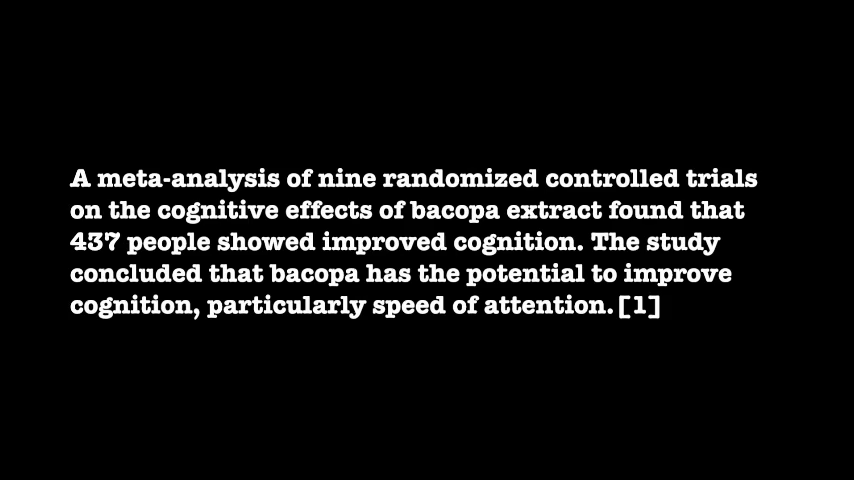 A meta-analysis of nine randomized controlled trials
on the cognitive effects of bacopa extract found that
437 people showed improved cognition. The study
concluded that bacopa has the potential to improve
cognition, particularly speed of attention. [1]